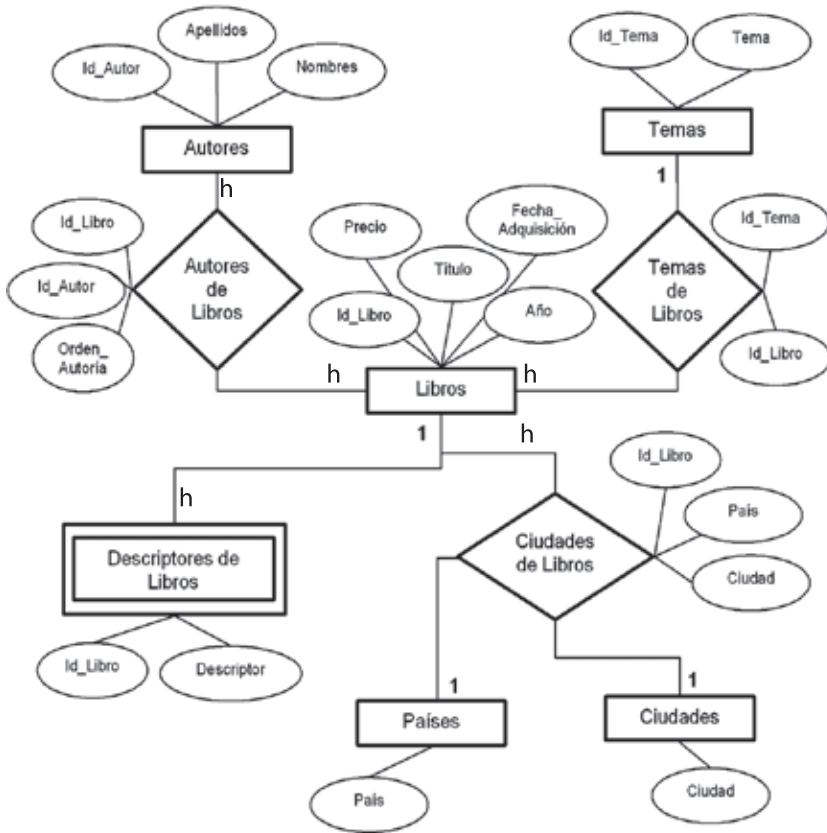 Apellidos
Id_Autor
Nombres
Autores
Id_Tema
Tema
Temas
h
1
Id_Libro
Id_Autor
Orden_
Autoría
Autores
de
Libros
Precio
Título
Fecha_
Adquisición
Id_Libro
Año
Temas
de
Libros
Id_Tema
Id_Libro
h
Libros
h
1
h
h
Descriptores de
Libros
Id_Libro
Descriptor
Ciudades
de Libros
Id_Libro
País
Ciudad
1
Países
País
1
Ciudades
Ciudad